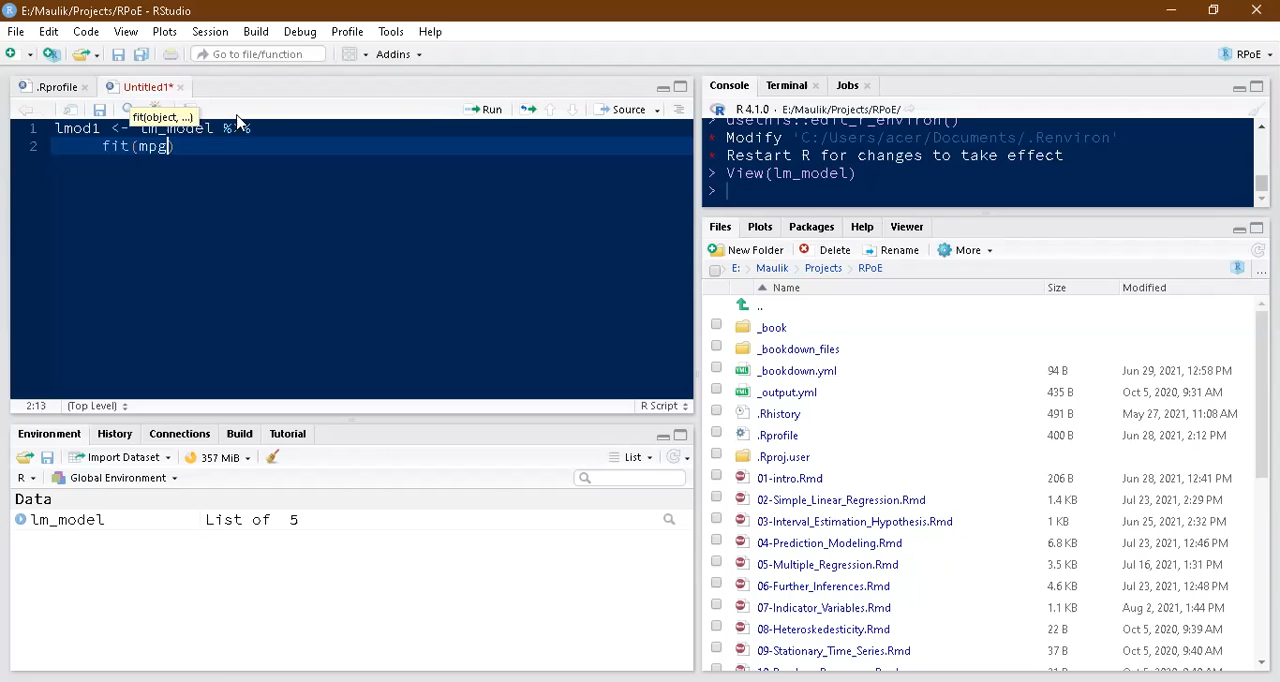 E:/Maulik/Projects/RPoE - RStudio
File Edit Code View Plots Session Build Debug Profile Tools Help
Go to file/function Addins RPoE
.Rprofile Untitled1*
fit(object, ...)
Run Source
1 lmod1 <- lm_model %>%
2 fit(mpg)
2:13 (Top Level) R Script
Console Terminal Jobs
R 4.1.0 · E:/Maulik/Projects/RPoE/
> usethis::edit_r_environ()
* Modify 'C:/Users/acer/Documents/.Renviron'
* Restart R for changes to take effect
> View(lm_model)
>
Files Plots Packages Help Viewer
New Folder Delete Rename More
E: Maulik Projects RPoE ...
Name Size Modified
..
_book
_bookdown_files
_bookdown.yml 94 B Jun 29, 2021, 12:58 PM
_output.yml 435 B Oct 5, 2020, 9:31 AM
.Rhistory 491 B May 27, 2021, 11:08 AM
.Rprofile 400 B Jun 28, 2021, 2:12 PM
.Rproj.user
01-intro.Rmd 206 B Jun 28, 2021, 12:41 PM
02-Simple_Linear_Regression.Rmd 1.4 KB Jul 23, 2021, 2:29 PM
03-Interval_Estimation_Hypothesis.Rmd 1 KB Jun 25, 2021, 2:32 PM
04-Prediction_Modeling.Rmd 6.8 KB Jul 23, 2021, 12:46 PM
05-Multiple_Regression.Rmd 3.5 KB Jul 16, 2021, 1:31 PM
06-Further_Inferences.Rmd 4.6 KB Jul 23, 2021, 12:48 PM
07-Indicator_Variables.Rmd 1.1 KB Aug 2, 2021, 1:44 PM
08-Heteroskedesticity.Rmd 22 B Oct 5, 2020, 9:39 AM
09-Stationary_Time_Series.Rmd 37 B Oct 5, 2020, 9:41 AM
Environment History Connections Build Tutorial
Import Dataset 357 MiB List
R Global Environment
Data
lm_model List of 5